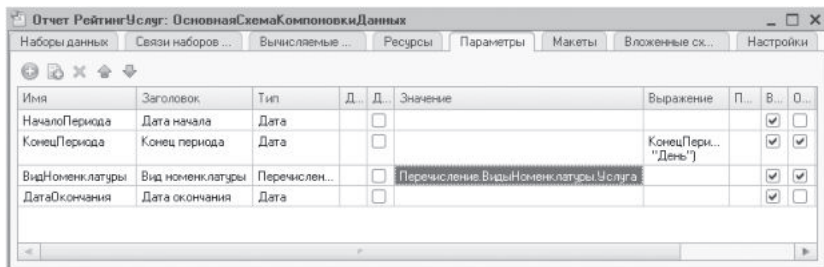 Отчет РейтингУслуг: ОсновнаяСхемаКомпоновкиДанных
Наборы данных Связи наборов ... Вычисляемые ... Ресурсы Параметры Макеты Вложенные сх... Настройки
Имя Заголовок Тип Д... Д... Значение Выражение П... В... О...
НачалоПериода Дата начала Дата
КонецПериода Конец периода Дата КонецПери...
"День")
ВидНоменклатуры Вид номенклатуры Перечислен... Перечисление.ВидыНоменклатуры.Услуга
ДатаОкончания Дата окончания Дата